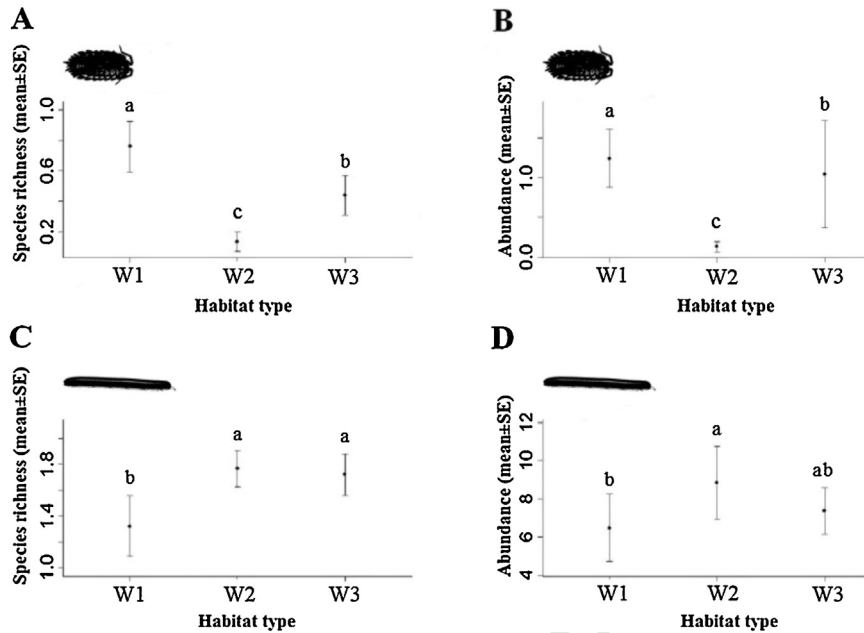 A
Species richness (mean±SE)
1.0
0.6
0.2
a
c
b
W1 W2 W3
Habitat type
B
Abundance (mean±SE)
1.0
0.0
a
c
b
W1 W2 W3
Habitat type
C
Species richness (mean±SE)
1.8
1.4
1.0
b
a
a
W1 W2 W3
Habitat type
D
Abundance (mean±SE)
12
10
8
6
4
b
a
ab
W1 W2 W3
Habitat type